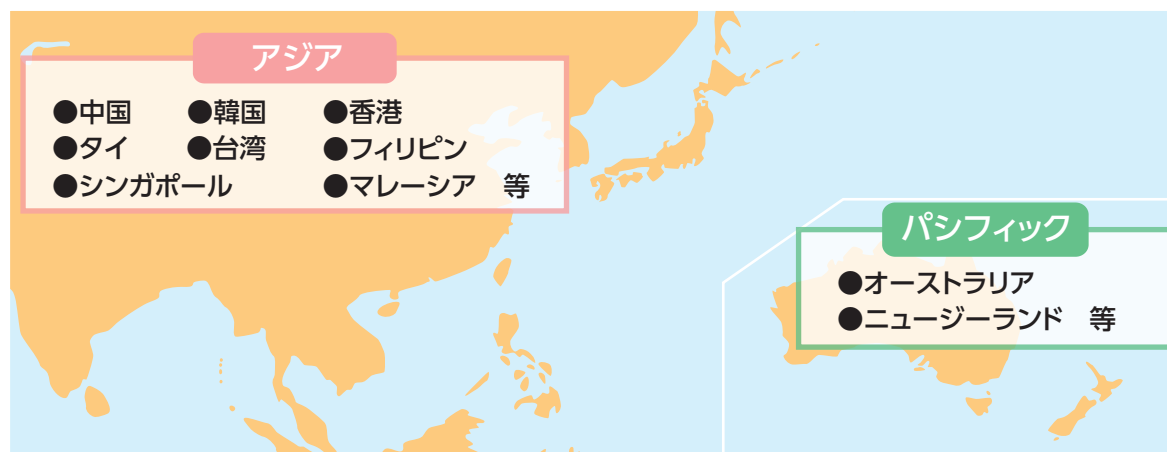 アジア
●中国 ●韓国 ●香港
●タイ ●台湾 ●フィリピン
●シンガポール ●マレーシア 等
パシフィック
●オーストラリア
●ニュージーランド 等